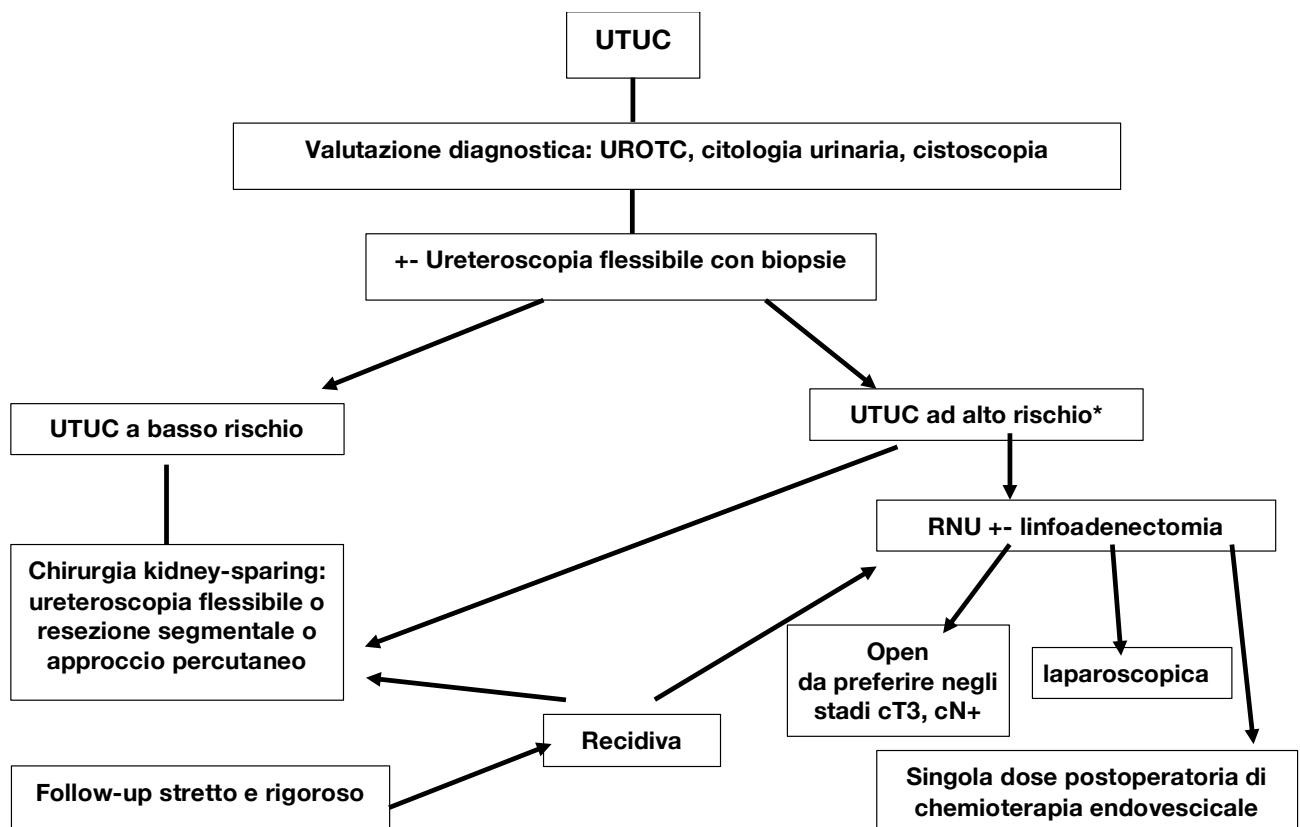 UTUC
Valutazione diagnostica: UROTC, citologia urinaria, cistoscopia
+- Ureteroscopia flessibile con biopsie
UTUC a basso rischio
UTUC ad alto rischio*
RNU +- linfoadenectomia
Chirurgia kidney-sparing:
ureteroscopia flessibile o
resezione segmentale o
approccio percutaneo
Open
da preferire negli
stadi cT3, cN+
laparoscopica
Recidiva
Follow-up stretto e rigoroso
Singola dose postoperatoria di
chemioterapia endovescicale